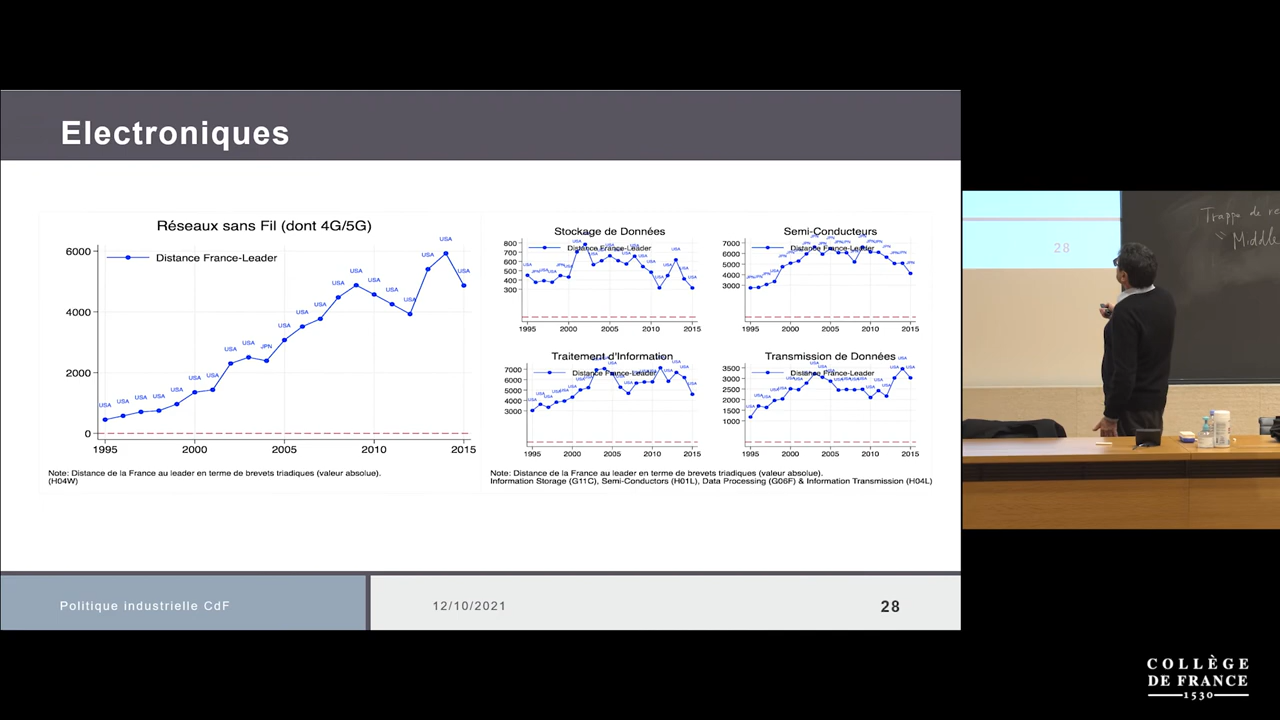 Electroniques
Réseaux sans Fil (dont 4G/5G)
Distance France-Leader
6000
4000
2000
0
USA USA USA USA USA USA USA USA USA JPN USA USA USA USA USA USA USA USA USA USA USA
1995 2000 2005 2010 2015
Note: Distance de la France au leader en terme de brevets triadiques (valeur absolue).
(H04W)
Stockage de Données
Distance France-Leader
800
700
600
500
400
300
1995 2000 2005 2010 2015
Semi-Conducteurs
Distance France-Leader
7000
6000
5000
4000
3000
1995 2000 2005 2010 2015
Traitement d'Information
Distance France-Leader
7000
6000
5000
4000
3000
1995 2000 2005 2010 2015
Transmission de Données
Distance France-Leader
3500
3000
2500
2000
1500
1000
1995 2000 2005 2010 2015
Note: Distance de la France au leader en terme de brevets triadiques (valeur absolue).
Information Storage (G11C), Semi-Conductors (H01L), Data Processing (G06F) & Information Transmission (H04L)
Politique industrielle CdF
12/10/2021
28
28
Trappe de
" Middle
COLLÈGE
DE FRANCE
1530